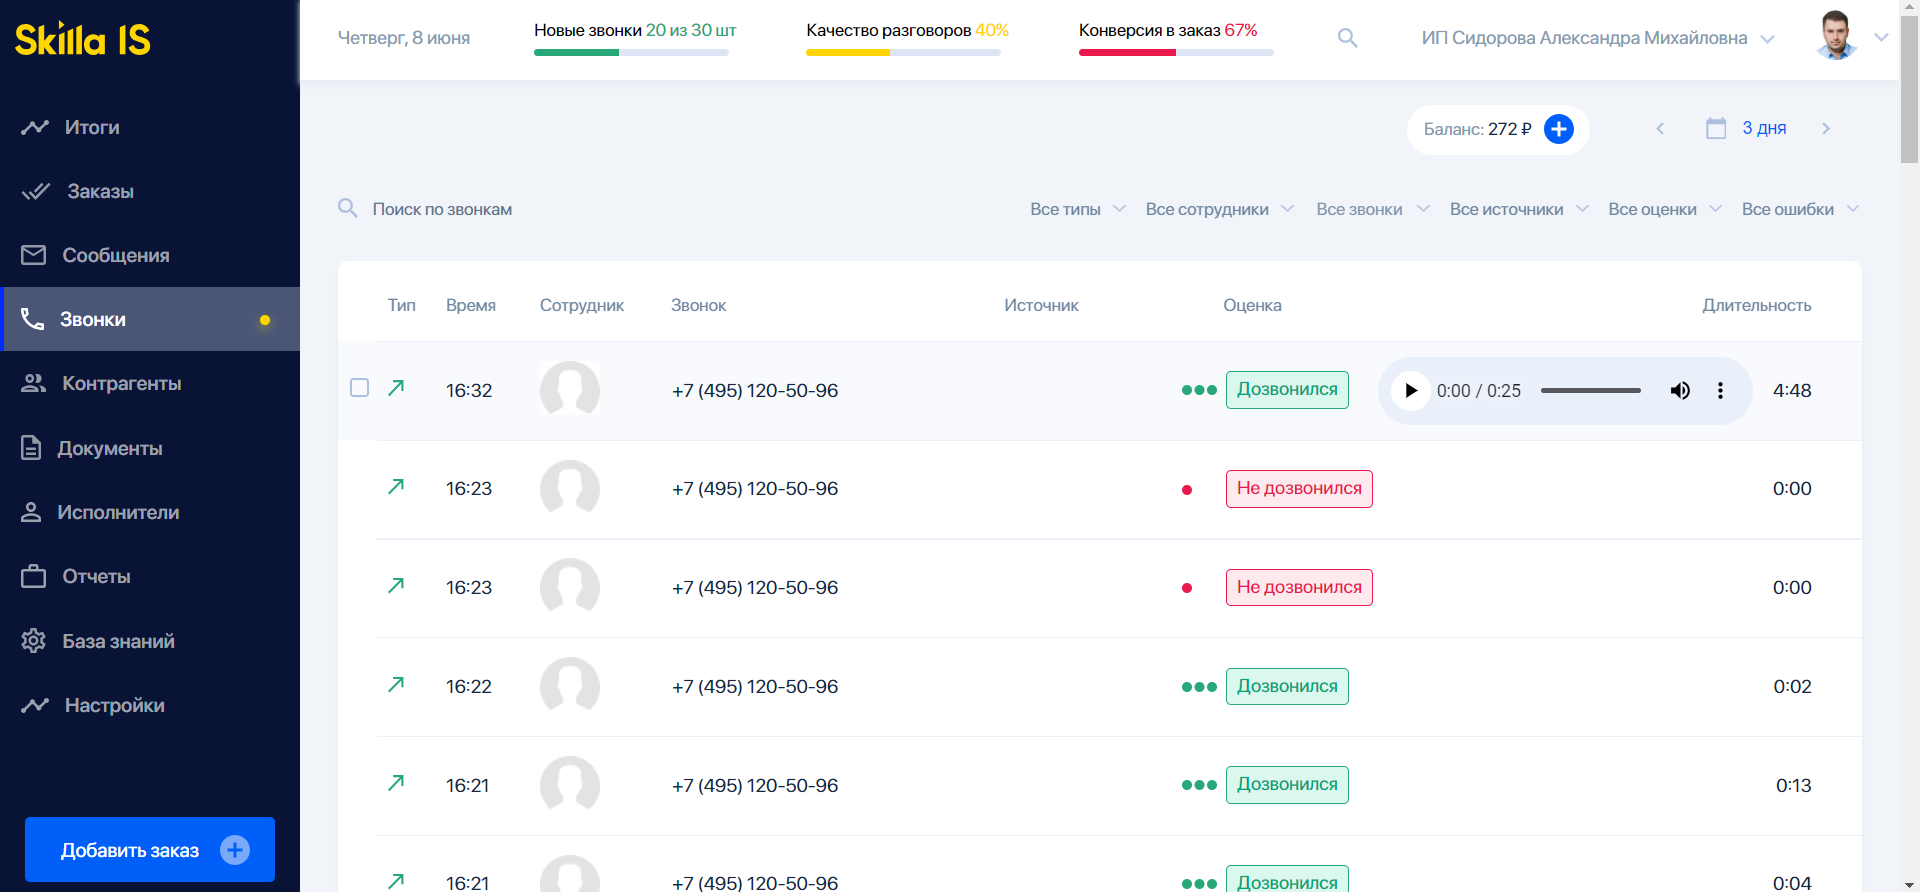 Skilla IS
Четверг, 8 июня
Новые звонки 20 из 30 шт
Качество разговоров 40%
Конверсия в заказ 67%
ИП Сидорова Александра Михайловна
Итоги
Заказы
Сообщения
Звонки
Контрагенты
Документы
Исполнители
Отчеты
База знаний
Настройки
Добавить заказ
Баланс: 272 ₽
3 дня
Поиск по звонкам
Все типы Все сотрудники Все звонки Все источники Все оценки Все ошибки
Тип Время Сотрудник Звонок Источник Оценка Длительность
16:32 +7 (495) 120-50-96 Дозвонился 0:00 / 0:25 4:48
16:23 +7 (495) 120-50-96 Не дозвонился 0:00
16:23 +7 (495) 120-50-96 Не дозвонился 0:00
16:22 +7 (495) 120-50-96 Дозвонился 0:02
16:21 +7 (495) 120-50-96 Дозвонился 0:13
16:21 +7 (495) 120-50-96 Дозвонился 0:04